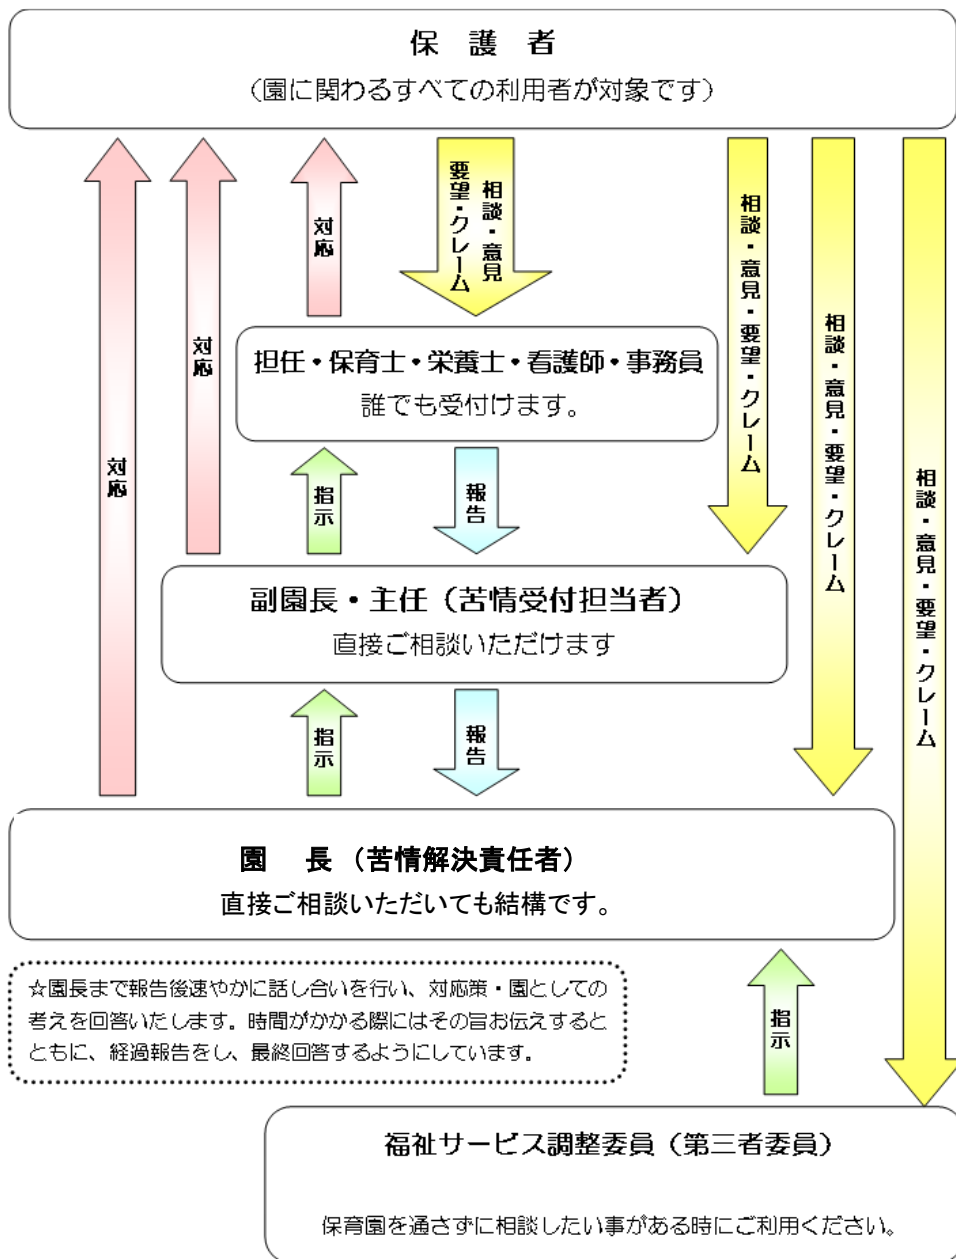 保　護　者
（園に関わるすべての利用者が対象です）
対応
対応
対応
相談・意見
要望・クレーム
相談・意見・要望・クレーム
相談・意見・要望・クレーム
相談・意見・要望・クレーム
担任・保育士・栄養士・看護師・事務員
誰でも受付けます。
指示
報告
副園長・主任（苦情受付担当者）
直接ご相談いただけます
指示
報告
園　長（苦情解決責任者）
直接ご相談いただいても結構です。
☆園長まで報告後速やかに話し合いを行い、対応策・園としての
考えを回答いたします。時間がかかる際にはその旨お伝えすると
ともに、経過報告をし、最終回答するようにしています。
指示
福祉サービス調整委員（第三者委員）
保育園を通さずに相談したい事がある時にご利用ください。